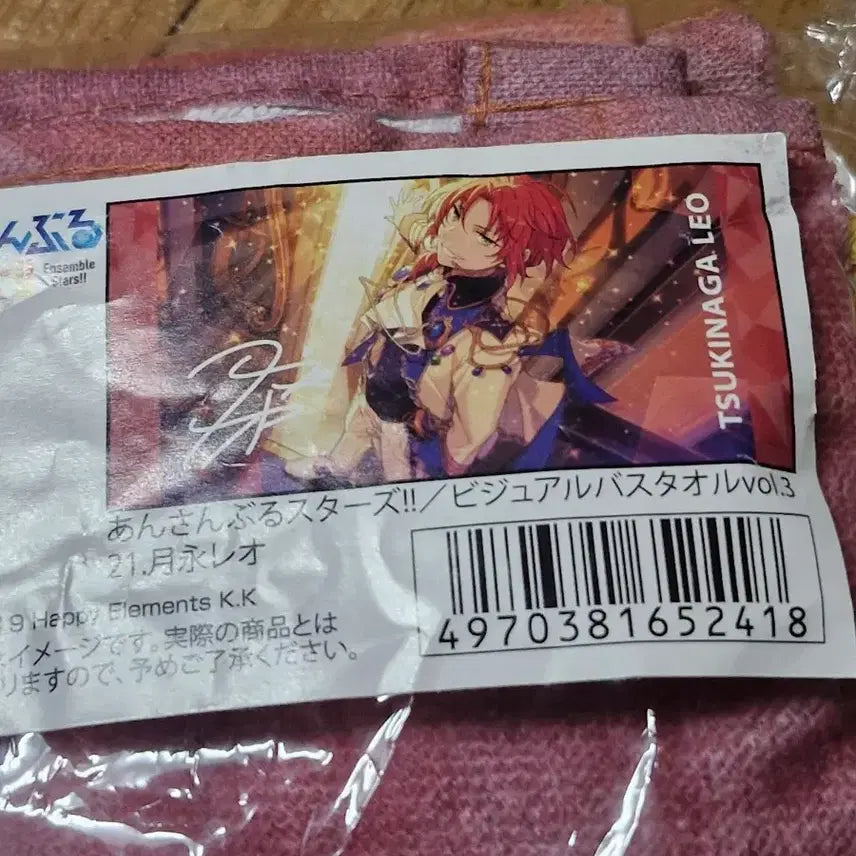 んぶる
Ensemble
Stars!!
TSUKINAGA LEO
あんさんぶるスターズ!!／ビジュアルバスタオルvol.3
21.月永レオ
9 Happy Elements K.K
イメージです。実際の商品とは
りますので、予めご了承ください。
4970381652418